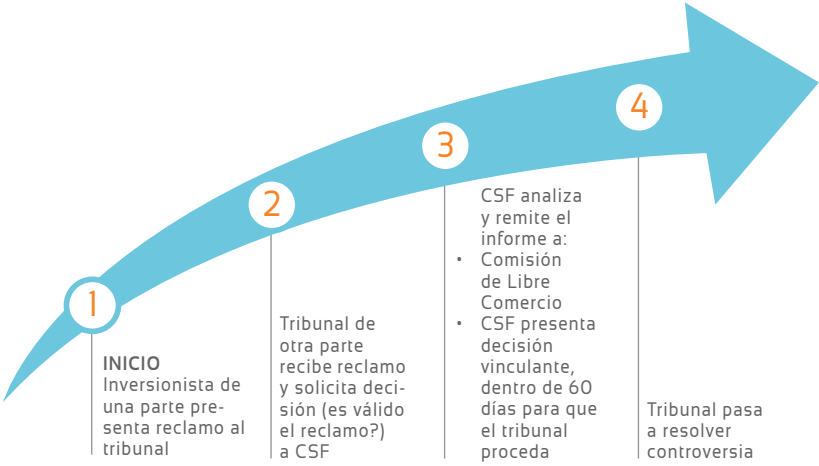 1
INICIO
Inversionista de
una parte pre-
senta reclamo al
tribunal
2
Tribunal de
otra parte
recibe reclamo
y solicita deci-
sión (es válido
el reclamo?)
a CSF
3
CSF analiza
y remite el
informe a:
• Comisión
de Libre
Comercio
• CSF presenta
decisión
vinculante,
dentro de 60
días para que
el tribunal
proceda
4
Tribunal pasa
a resolver
controversia